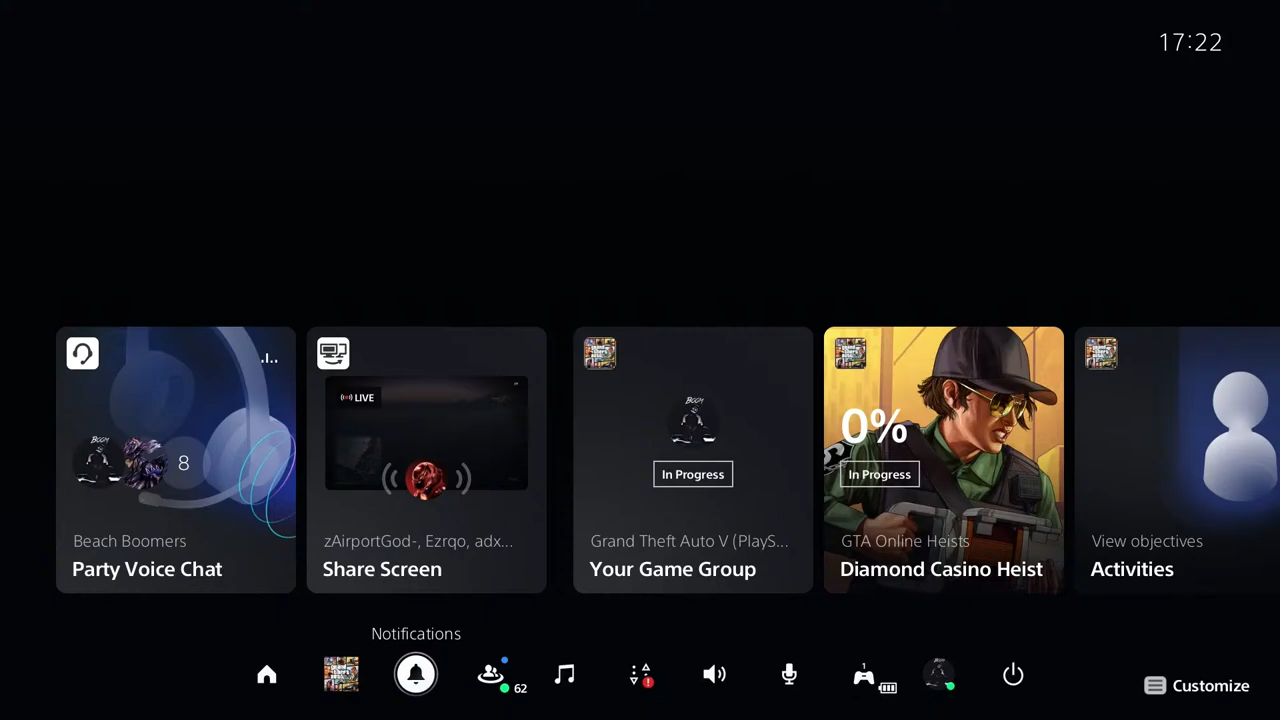 17:22
8
Beach Boomers
Party Voice Chat
LIVE
zAirportGod-, Ezrqo, adx...
Share Screen
BOOM
In Progress
Grand Theft Auto V (PlayS...
Your Game Group
0%
In Progress
GTA Online Heists
Diamond Casino Heist
View objectives
Activities
Notifications
62
1
Customize